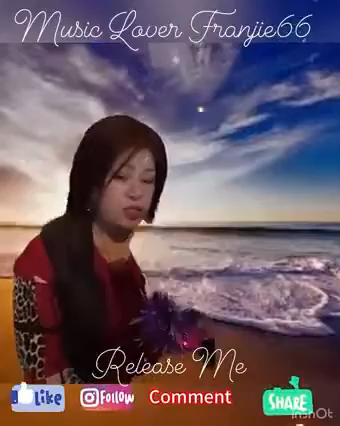 Music Lover Franjie66
Release Me
Like Follow Comment SHARE
InShOt